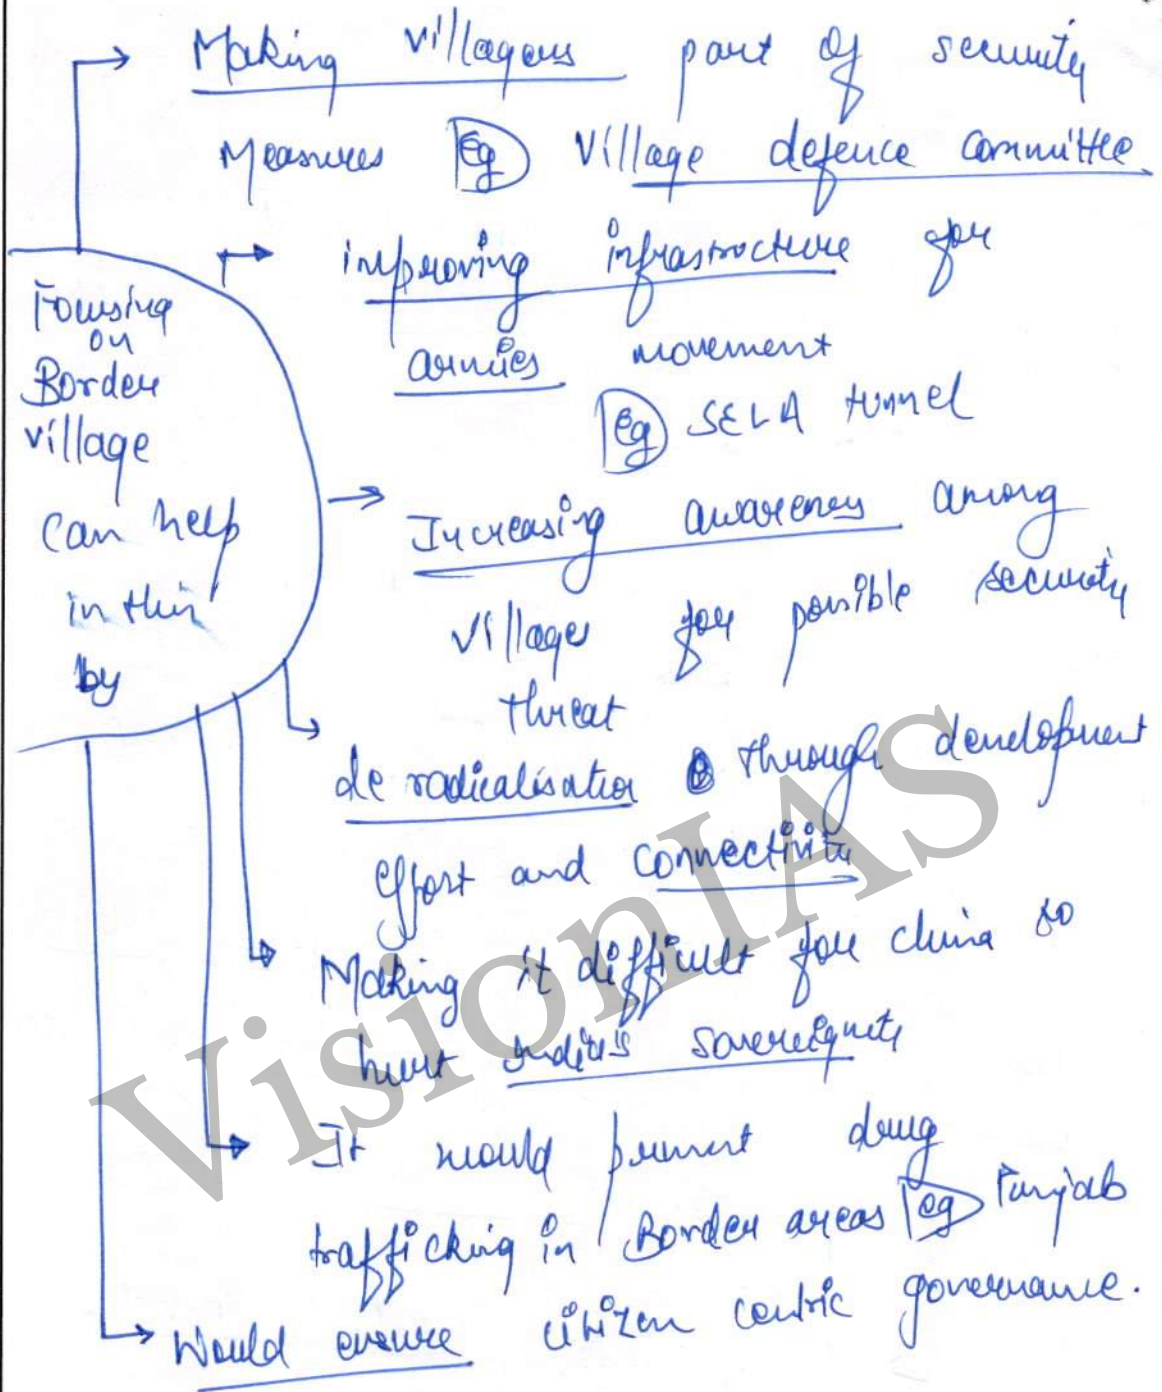 Making villagers part of security
Measures Eg Village defence Committee
improving infrastructure for
armies movement
Eg SELA tunnel
Focusing
on
Border
village
can help
in this
by
Increasing awareness among
villages for possible security
threat
de radicalisation through development
effort and connectivity
Making it difficult for china to
hurt India's sovereignty
It would prevent drug
trafficking in Border areas eg Punjab
Would ensure citizen centric governance.
VisionIAS